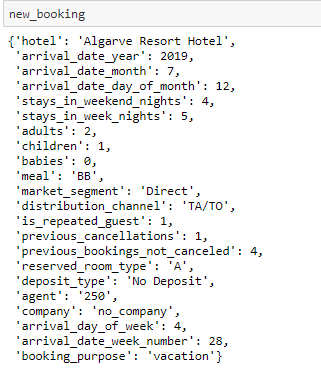 new_booking
{'hotel': 'Algarve Resort Hotel',
'arrival_date_year': 2019,
'arrival_date_month': 7,
'arrival_date_day_of_month': 12,
'stays_in_weekend_nights': 4,
'stays_in_week_nights': 5,
'adults': 2,
'children': 1,
'babies': 0,
'meal': 'BB',
'market_segment': 'Direct',
'distribution_channel': 'TA/TO',
'is_repeated_guest': 1,
'previous_cancellations': 1,
'previous_bookings_not_canceled': 4,
'reserved_room_type': 'A',
'deposit_type': 'No Deposit',
'agent': '250',
'company': 'no_company',
'arrival_day_of_week': 4,
'arrival_date_week_number': 28,
'booking_purpose': 'vacation'}